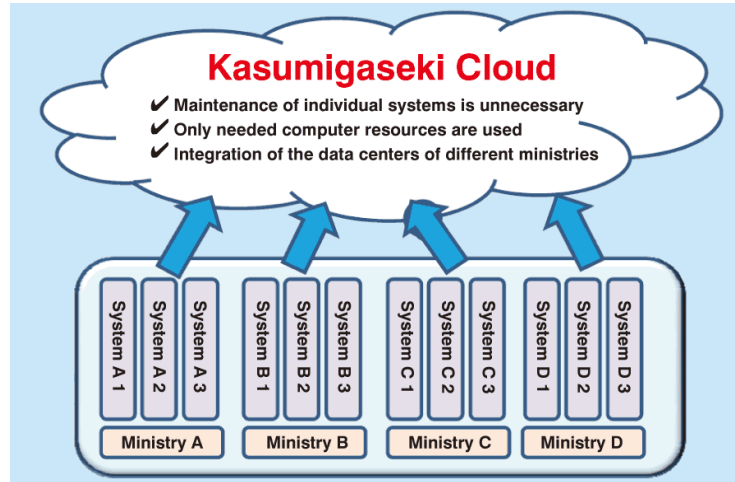 Kasumigaseki Cloud
✔ Maintenance of individual systems is unnecessary
✔ Only needed computer resources are used
✔ Integration of the data centers of different ministries
System A 1
System A 2
System A 3
System B 1
System B 2
System B 3
System C 1
System C 2
System C 3
System D 1
System D 2
System D 3
Ministry A
Ministry B
Ministry C
Ministry D